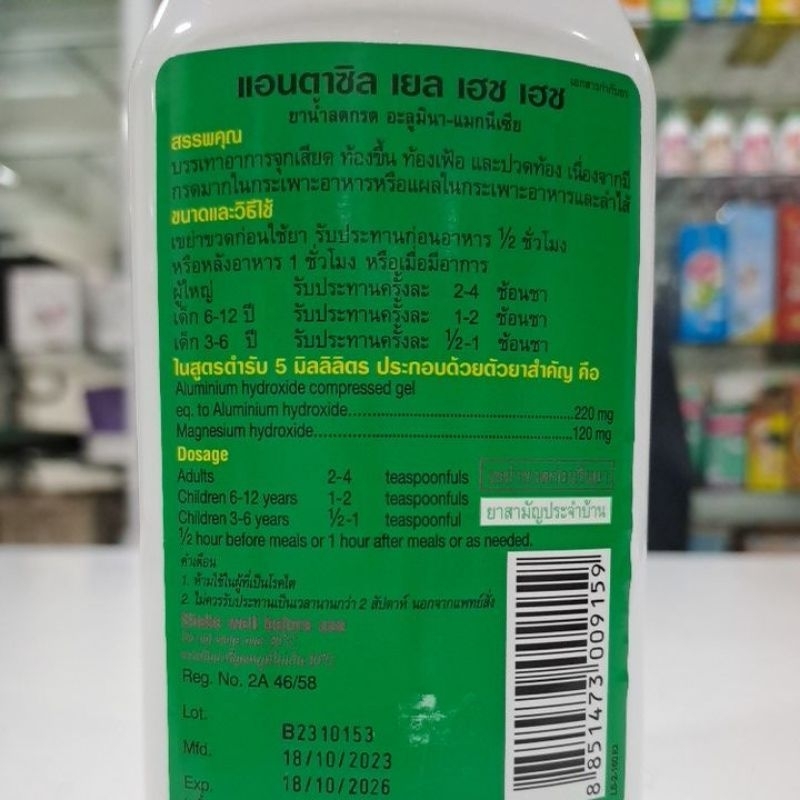 แอนตาซิล เยล เฮช เฮช
เอกสารกำกับยา
ยาน้ำลดกรด อะลูมินา-แมกนีเซีย
สรรพคุณ
บรรเทาอาการจุกเสียด ท้องขึ้น ท้องเฟ้อ และปวดท้อง เนื่องจากมี
กรดมากในกระเพาะอาหารหรือแผลในกระเพาะอาหารและลำไส้
ขนาดและวิธีใช้
เขย่าขวดก่อนใช้ยา รับประทานก่อนอาหาร ½ ชั่วโมง
หรือหลังอาหาร 1 ชั่วโมง หรือเมื่อมีอาการ
ผู้ใหญ่ รับประทานครั้งละ 2-4 ช้อนชา
เด็ก 6-12 ปี รับประทานครั้งละ 1-2 ช้อนชา
เด็ก 3-6 ปี รับประทานครั้งละ ½-1 ช้อนชา
ในสูตรตำรับ 5 มิลลิลิตร ประกอบด้วยตัวยาสำคัญ คือ
Aluminium hydroxide compressed gel
eq. to Aluminium hydroxide..........220 mg
Magnesium hydroxide..........120 mg
Dosage
Adults 2-4 teaspoonfuls
Children 6-12 years 1-2 teaspoonfuls
ยาสามัญประจำบ้าน
Children 3-6 years ½-1 teaspoonful
½ hour before meals or 1 hour after meals or as needed.
คำเตือน
1. ห้ามใช้ในผู้ที่เป็นโรคไต
2. ไม่ควรรับประทานเป็นเวลานานกว่า 2 สัปดาห์ นอกจากแพทย์สั่ง
Shake well before use
Reg. No. 2A 46/58
Lot. B2310153
Mfd. 18/10/2023
Exp. 18/10/2026
8 851473 009159